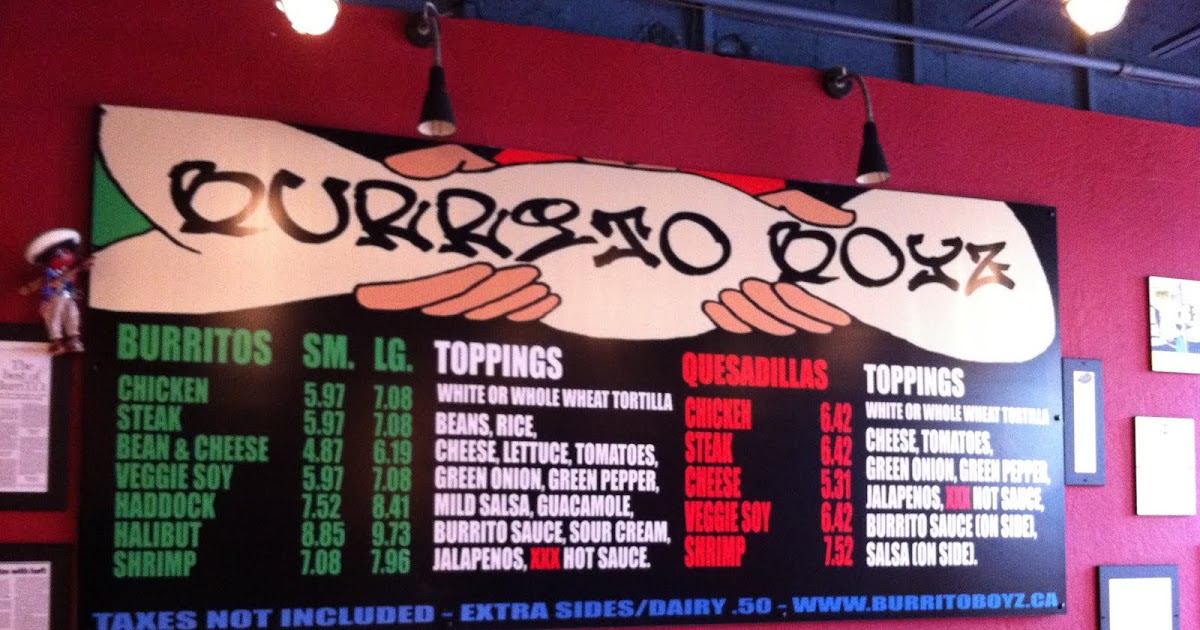 BURRITO BOYZ
BURRITOS SM. LG.
CHICKEN 5.97 7.08
STEAK 5.97 7.08
BEAN & CHEESE 4.87 6.19
VEGGIE SOY 5.97 7.08
HADDOCK 7.52 8.41
HALIBUT 8.85 9.73
SHRIMP 7.08 7.96
TOPPINGS
WHITE OR WHOLE WHEAT TORTILLA
BEANS, RICE,
CHEESE, LETTUCE, TOMATOES,
GREEN ONION, GREEN PEPPER,
MILD SALSA, GUACAMOLE,
BURRITO SAUCE, SOUR CREAM,
JALAPENOS, XXX HOT SAUCE.
QUESADILLAS
CHICKEN 6.42
STEAK 6.42
CHEESE 5.31
VEGGIE SOY 6.42
SHRIMP 7.52
TOPPINGS
WHITE OR WHOLE WHEAT TORTILLA
CHEESE, TOMATOES,
GREEN ONION, GREEN PEPPER,
JALAPENOS, XXX HOT SAUCE,
BURRITO SAUCE (ON SIDE),
SALSA (ON SIDE).
TAXES NOT INCLUDED - EXTRA SIDES/DAIRY .50 - WWW.BURRITOBOYZ.CA
The
best of